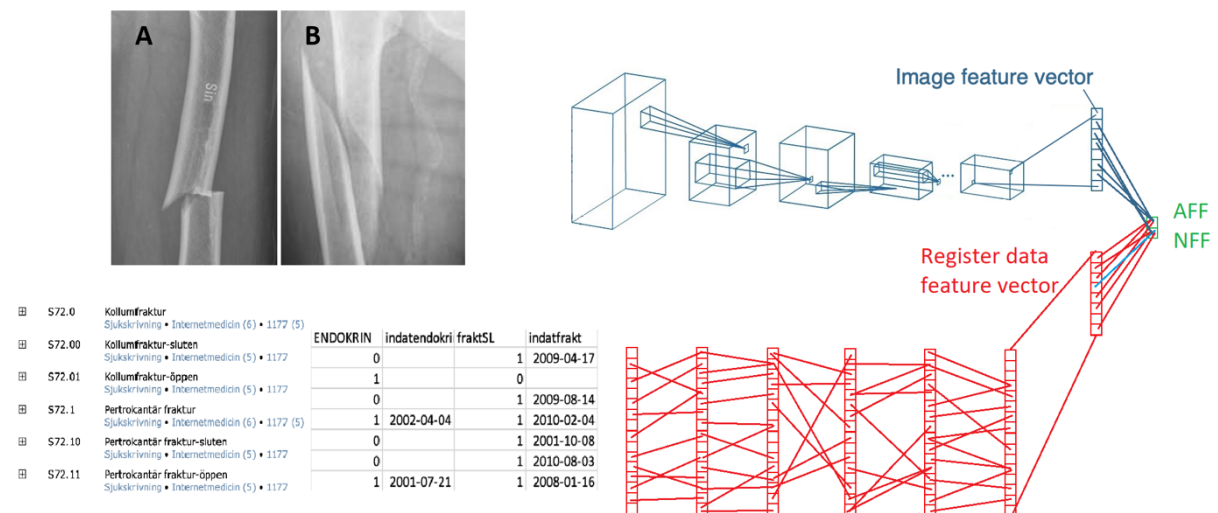 A
B
Sin
Image feature vector
AFF
NFF
Register data
feature vector
S72.0 Kollumfraktur
Sjukskrivning • Internetmedicin (6) • 1177 (5)
S72.00 Kollumfraktur-sluten
Sjukskrivning • Internetmedicin (5) • 1177
S72.01 Kollumfraktur-öppen
Sjukskrivning • Internetmedicin (5) • 1177
S72.1 Pertrokantär fraktur
Sjukskrivning • Internetmedicin (6) • 1177 (5)
S72.10 Pertrokantär fraktur-sluten
Sjukskrivning • Internetmedicin (5) • 1177
S72.11 Pertrokantär fraktur-öppen
Sjukskrivning • Internetmedicin (5) • 1177
ENDOKRIN indatendokri fraktSL indatfrakt
0 1 2009-04-17
1 0
0 1 2009-08-14
1 2002-04-04 1 2010-02-04
0 1 2001-10-08
0 1 2010-08-03
1 2001-07-21 1 2008-01-16
...